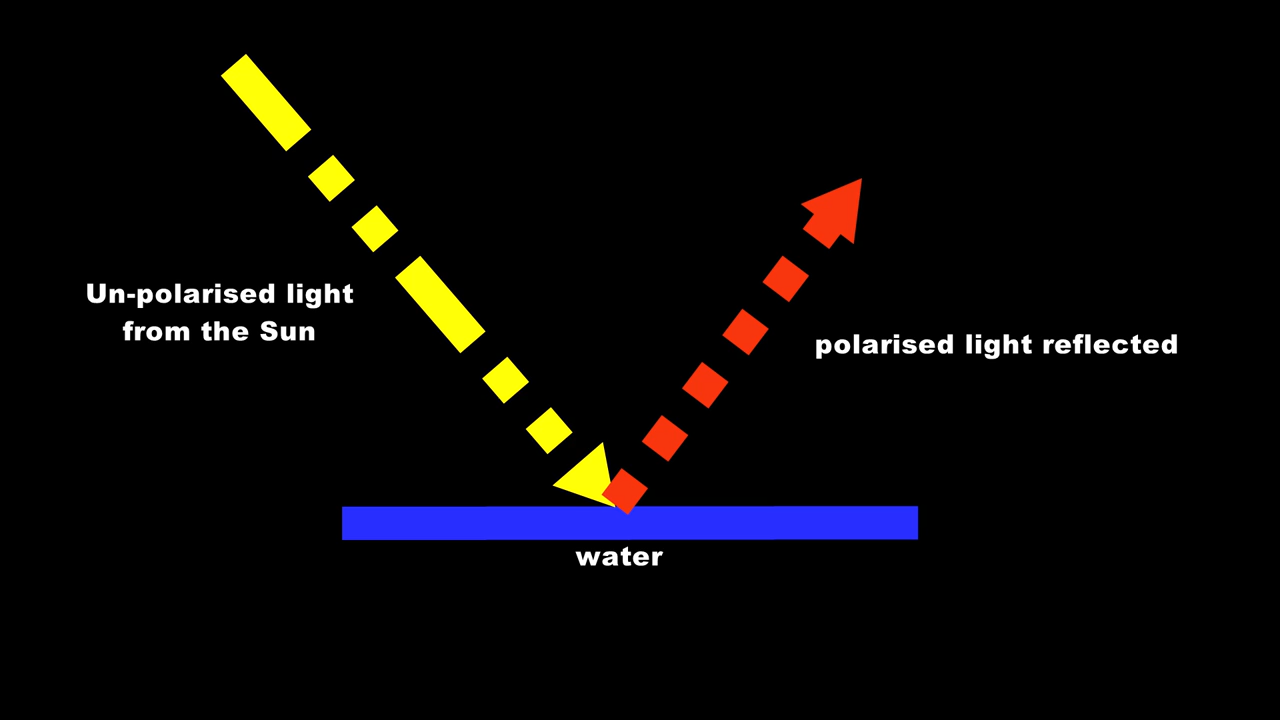 Un-polarised light
from the Sun
polarised light reflected
water